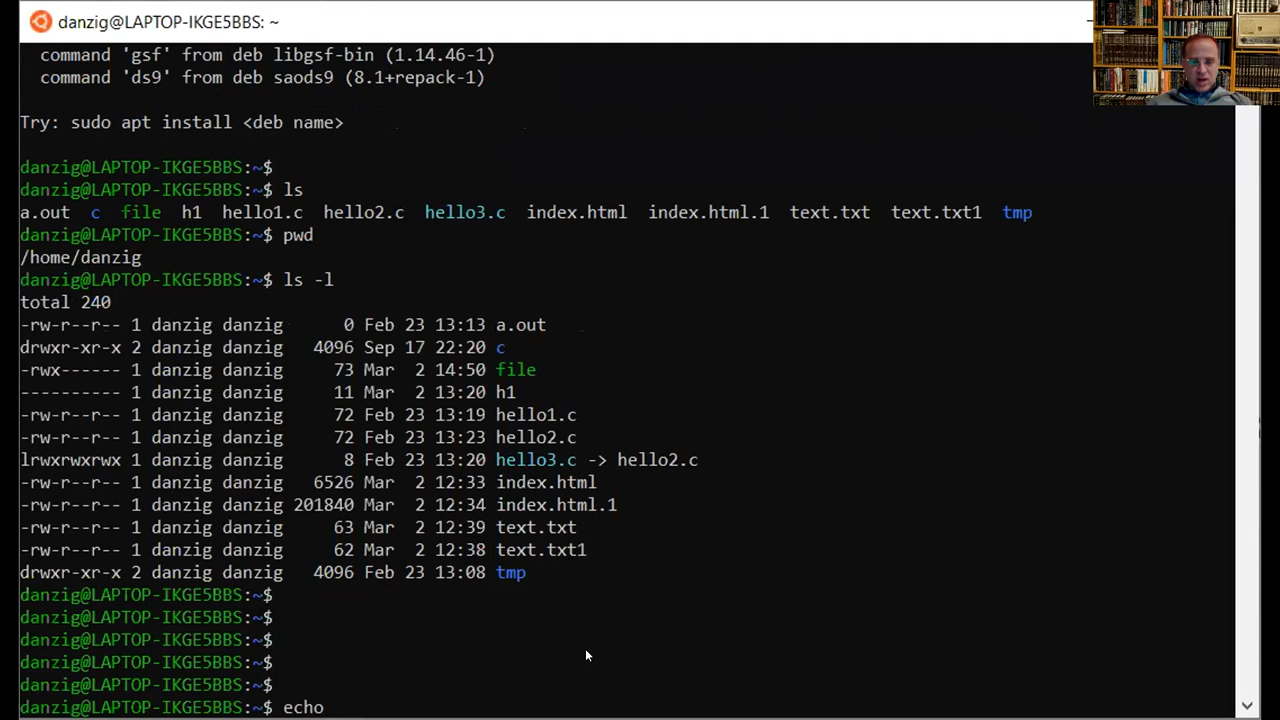 danzig@LAPTOP-IKGE5BBS: ~
command 'gsf' from deb libgsf-bin (1.14.46-1)
command 'ds9' from deb saods9 (8.1+repack-1)
Try: sudo apt install <deb name>
danzig@LAPTOP-IKGE5BBS:~$
danzig@LAPTOP-IKGE5BBS:~$ ls
a.out  c  file  h1  hello1.c  hello2.c  hello3.c  index.html  index.html.1  text.txt  text.txt1  tmp
danzig@LAPTOP-IKGE5BBS:~$ pwd
/home/danzig
danzig@LAPTOP-IKGE5BBS:~$ ls -l
total 240
-rw-r--r-- 1 danzig danzig      0 Feb 23 13:13 a.out
drwxr-xr-x 2 danzig danzig   4096 Sep 17 22:20 c
-rwx------ 1 danzig danzig     73 Mar  2 14:50 file
---------- 1 danzig danzig     11 Mar  2 13:20 h1
-rw-r--r-- 1 danzig danzig     72 Feb 23 13:19 hello1.c
-rw-r--r-- 1 danzig danzig     72 Feb 23 13:23 hello2.c
lrwxrwxrwx 1 danzig danzig      8 Feb 23 13:20 hello3.c -> hello2.c
-rw-r--r-- 1 danzig danzig   6526 Mar  2 12:33 index.html
-rw-r--r-- 1 danzig danzig 201840 Mar  2 12:34 index.html.1
-rw-r--r-- 1 danzig danzig     63 Mar  2 12:39 text.txt
-rw-r--r-- 1 danzig danzig     62 Mar  2 12:38 text.txt1
drwxr-xr-x 2 danzig danzig   4096 Feb 23 13:08 tmp
danzig@LAPTOP-IKGE5BBS:~$
danzig@LAPTOP-IKGE5BBS:~$
danzig@LAPTOP-IKGE5BBS:~$
danzig@LAPTOP-IKGE5BBS:~$
danzig@LAPTOP-IKGE5BBS:~$
danzig@LAPTOP-IKGE5BBS:~$ echo